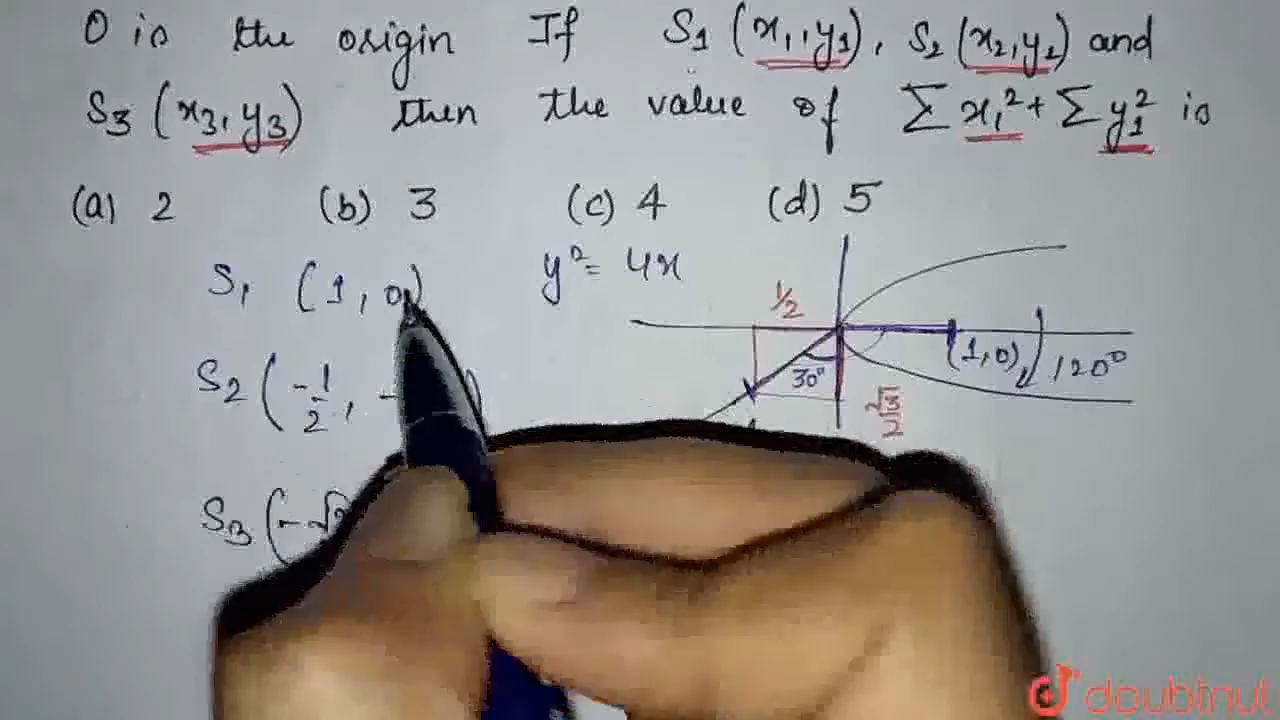 O is the origin If S₁ (x₁, y₁), S₂ (x₂, y₂) and
S₃ (x₃, y₃) then the value of Σ x₁² + Σ y₁² is
(a) 2 (b) 3 (c) 4 (d) 5
S₁ (1, 0)
y² = 4x
1/2
S₂ (-1/2, -
30°
(1,0)
120°
√3/2
S₃ (-√3
doubtnut